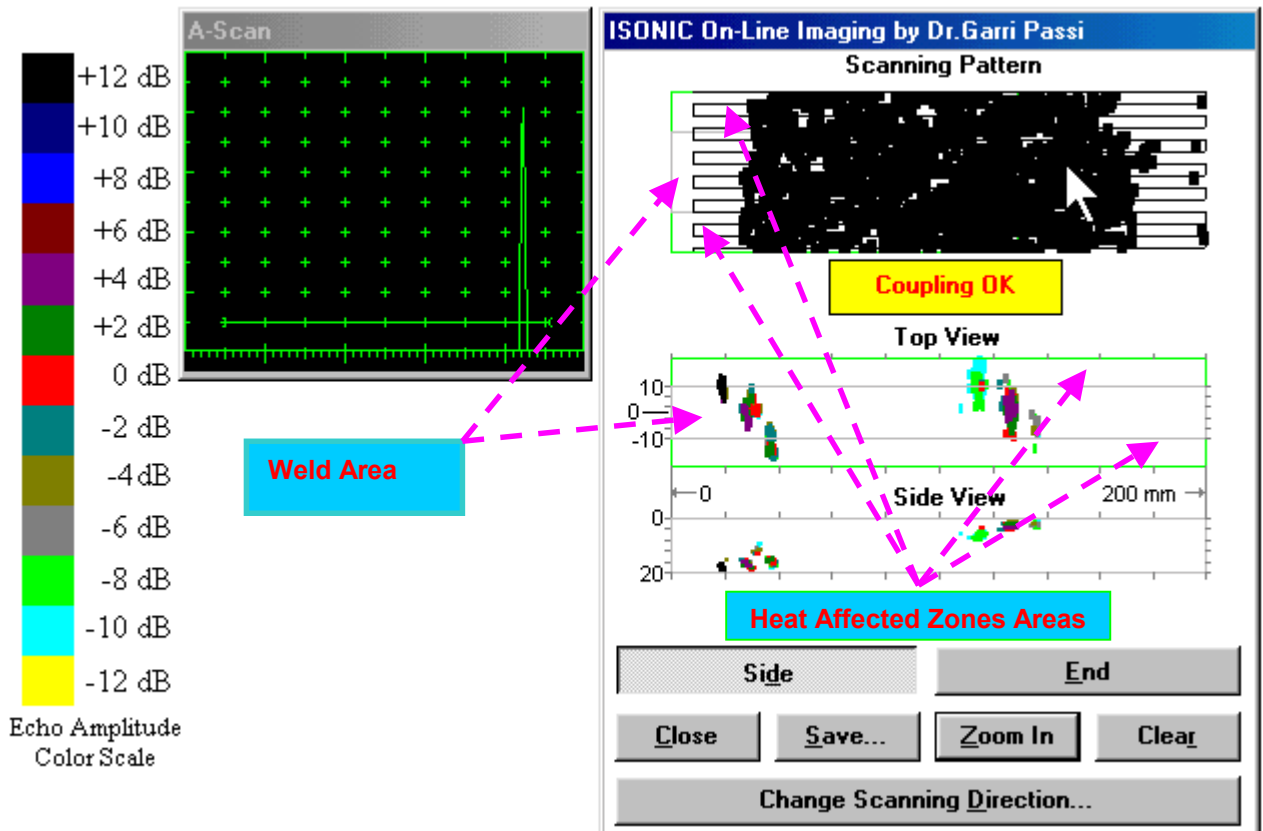 +12 dB
+10 dB
+8 dB
+6 dB
+4 dB
+2 dB
0 dB
-2 dB
-4 dB
-6 dB
-8 dB
-10 dB
-12 dB
Echo Amplitude
Color Scale
A-Scan
Weld Area
ISONIC On-Line Imaging by Dr.Garri Passi
Scanning Pattern
Coupling OK
Top View
10
0
-10
0
Side View
200 mm
0
20
Heat Affected Zones Areas
Side
End
Close
Save...
Zoom In
Clear
Change Scanning Direction...